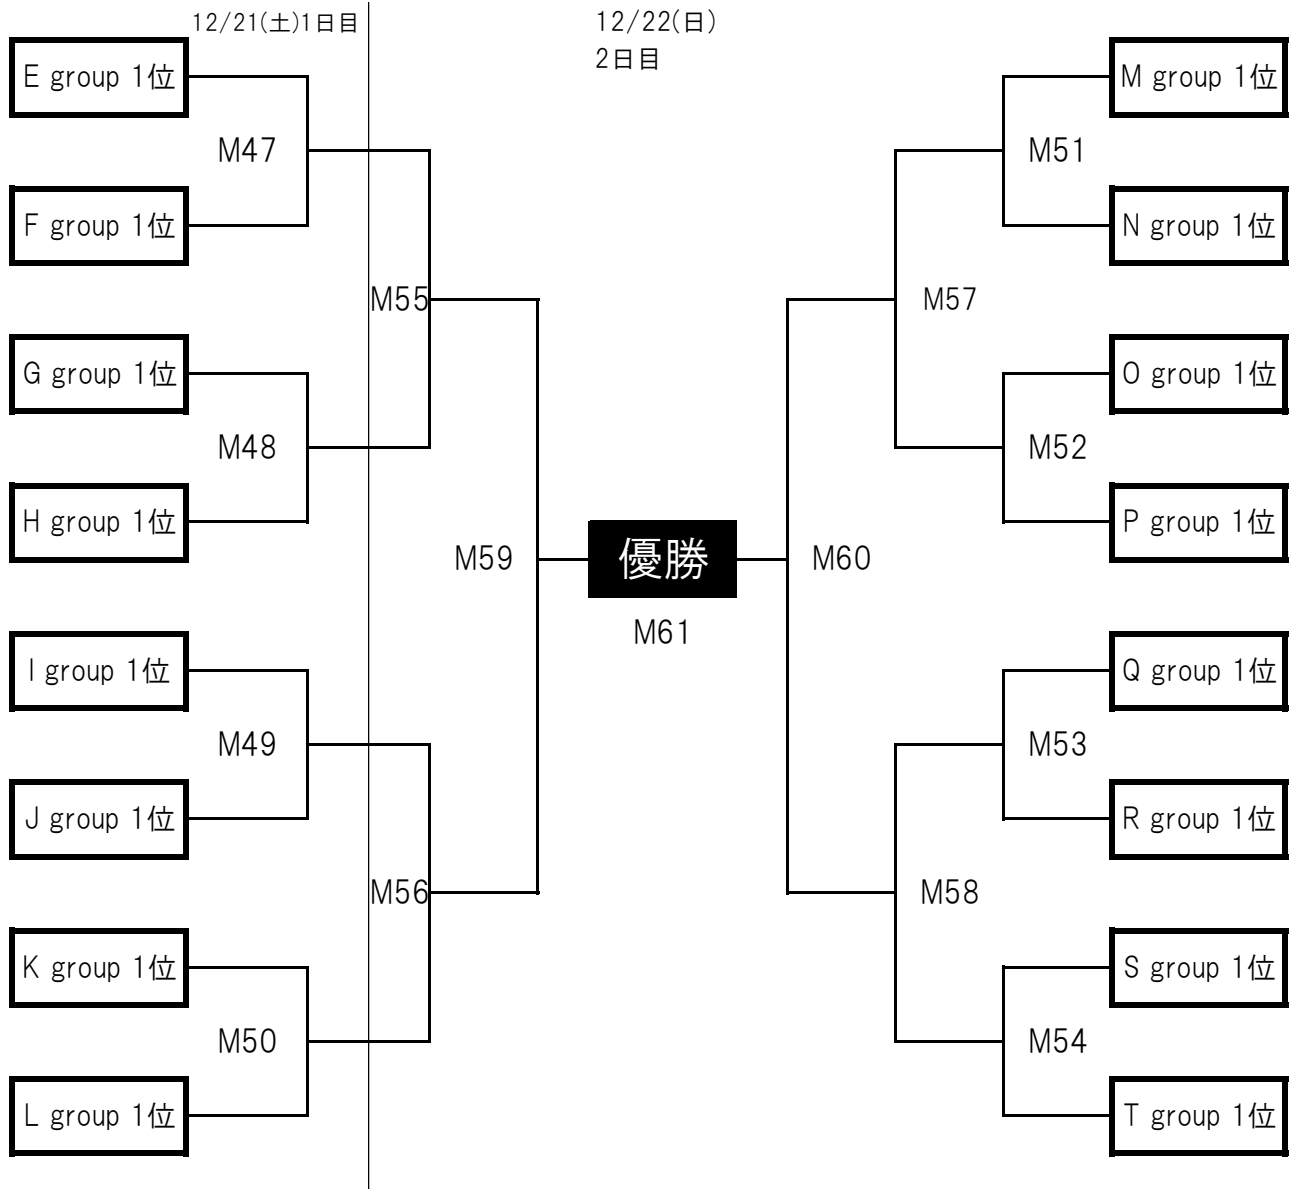 12/21(土)1日目
12/22(日)
2日目
E group 1位
M47
F group 1位
M55
G group 1位
M48
H group 1位
M59
I group 1位
M49
J group 1位
M56
K group 1位
M50
L group 1位
優勝
M61
M group 1位
M51
N group 1位
M57
O group 1位
M52
P group 1位
M60
Q group 1位
M53
R group 1位
M58
S group 1位
M54
T group 1位